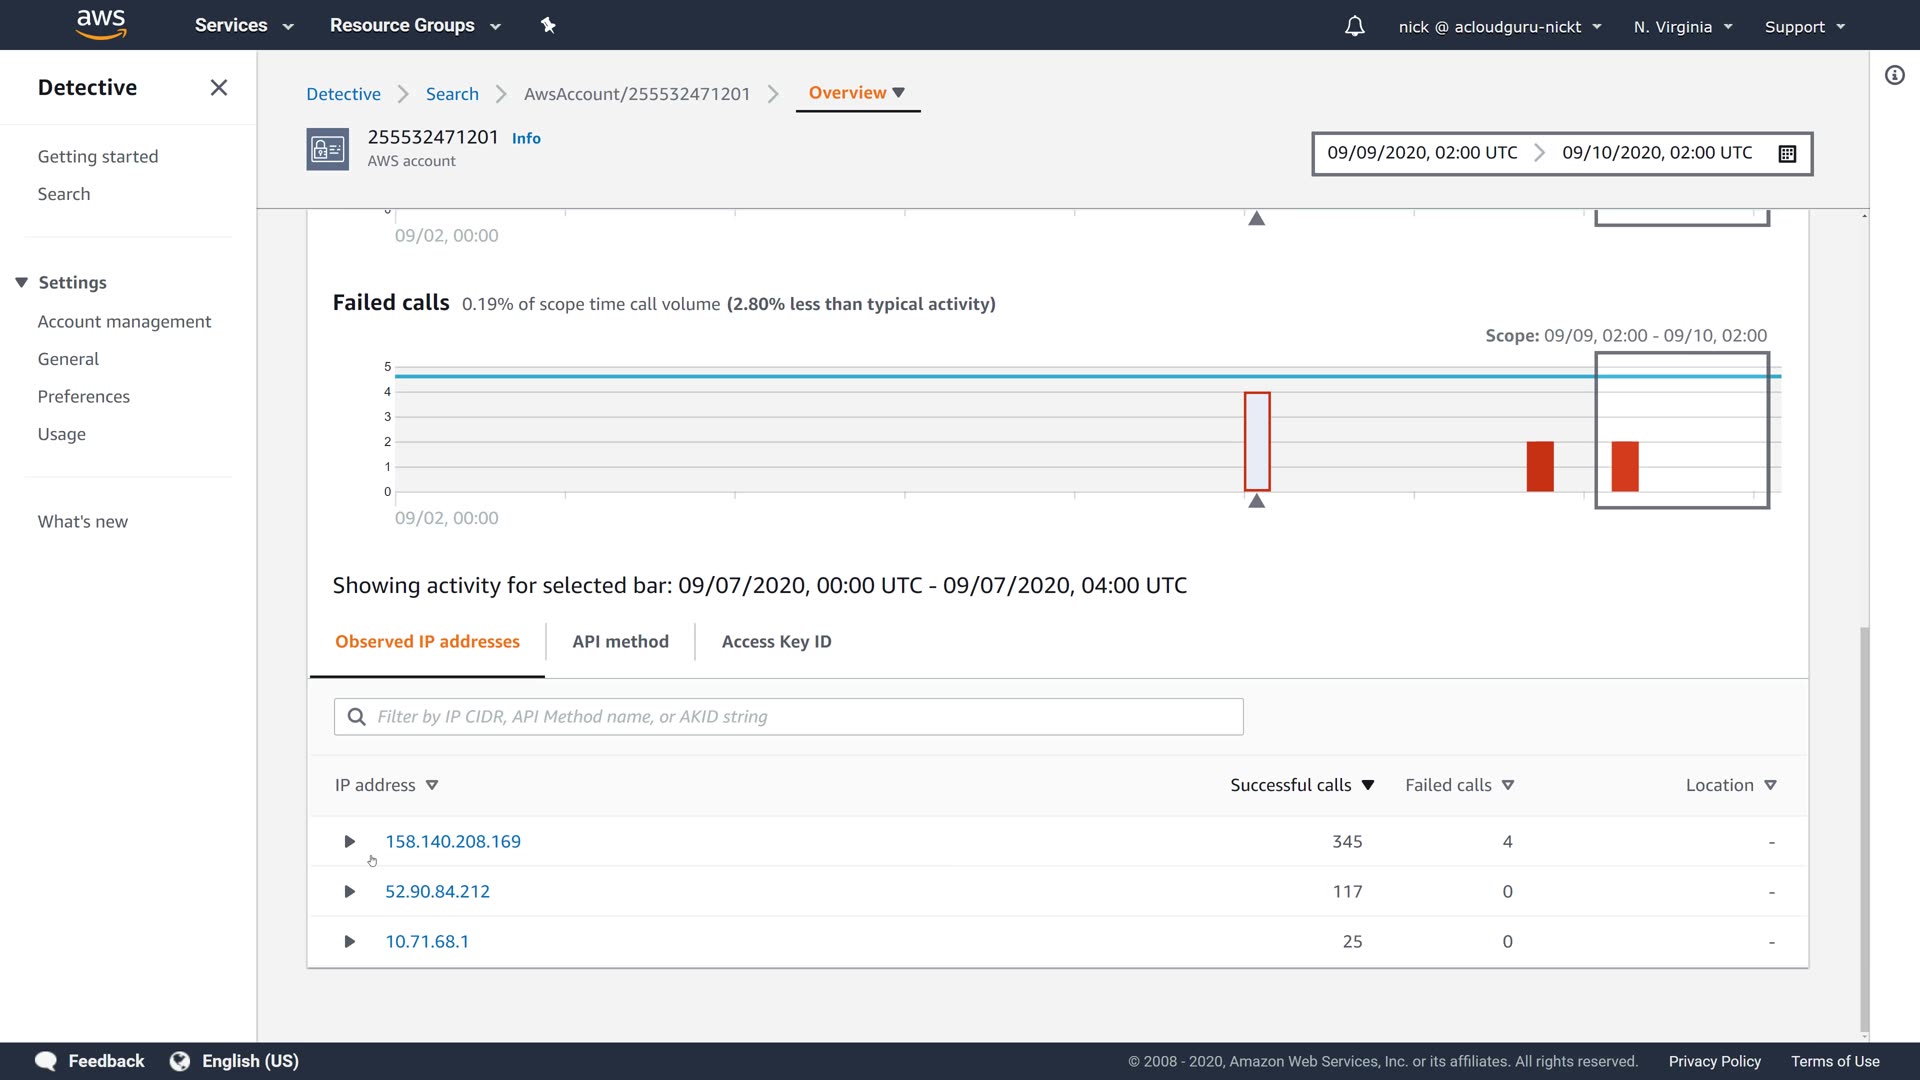 aws Services Resource Groups nick @ acloudguru-nickt N. Virginia Support
Detective
Getting started
Search
Settings
Account management
General
Preferences
Usage
What's new
Detective Search AwsAccount/255532471201 Overview
255532471201 Info
AWS account
09/09/2020, 02:00 UTC 09/10/2020, 02:00 UTC
09/02, 00:00
Failed calls 0.19% of scope time call volume (2.80% less than typical activity)
Scope: 09/09, 02:00 - 09/10, 02:00
5
4
3
2
1
0
09/02, 00:00
Showing activity for selected bar: 09/07/2020, 00:00 UTC - 09/07/2020, 04:00 UTC
Observed IP addresses API method Access Key ID
Filter by IP CIDR, API Method name, or AKID string
IP address Successful calls Failed calls Location
158.140.208.169 345 4 -
52.90.84.212 117 0 -
10.71.68.1 25 0 -
Feedback English (US) © 2008 - 2020, Amazon Web Services, Inc. or its affiliates. All rights reserved. Privacy Policy Terms of Use